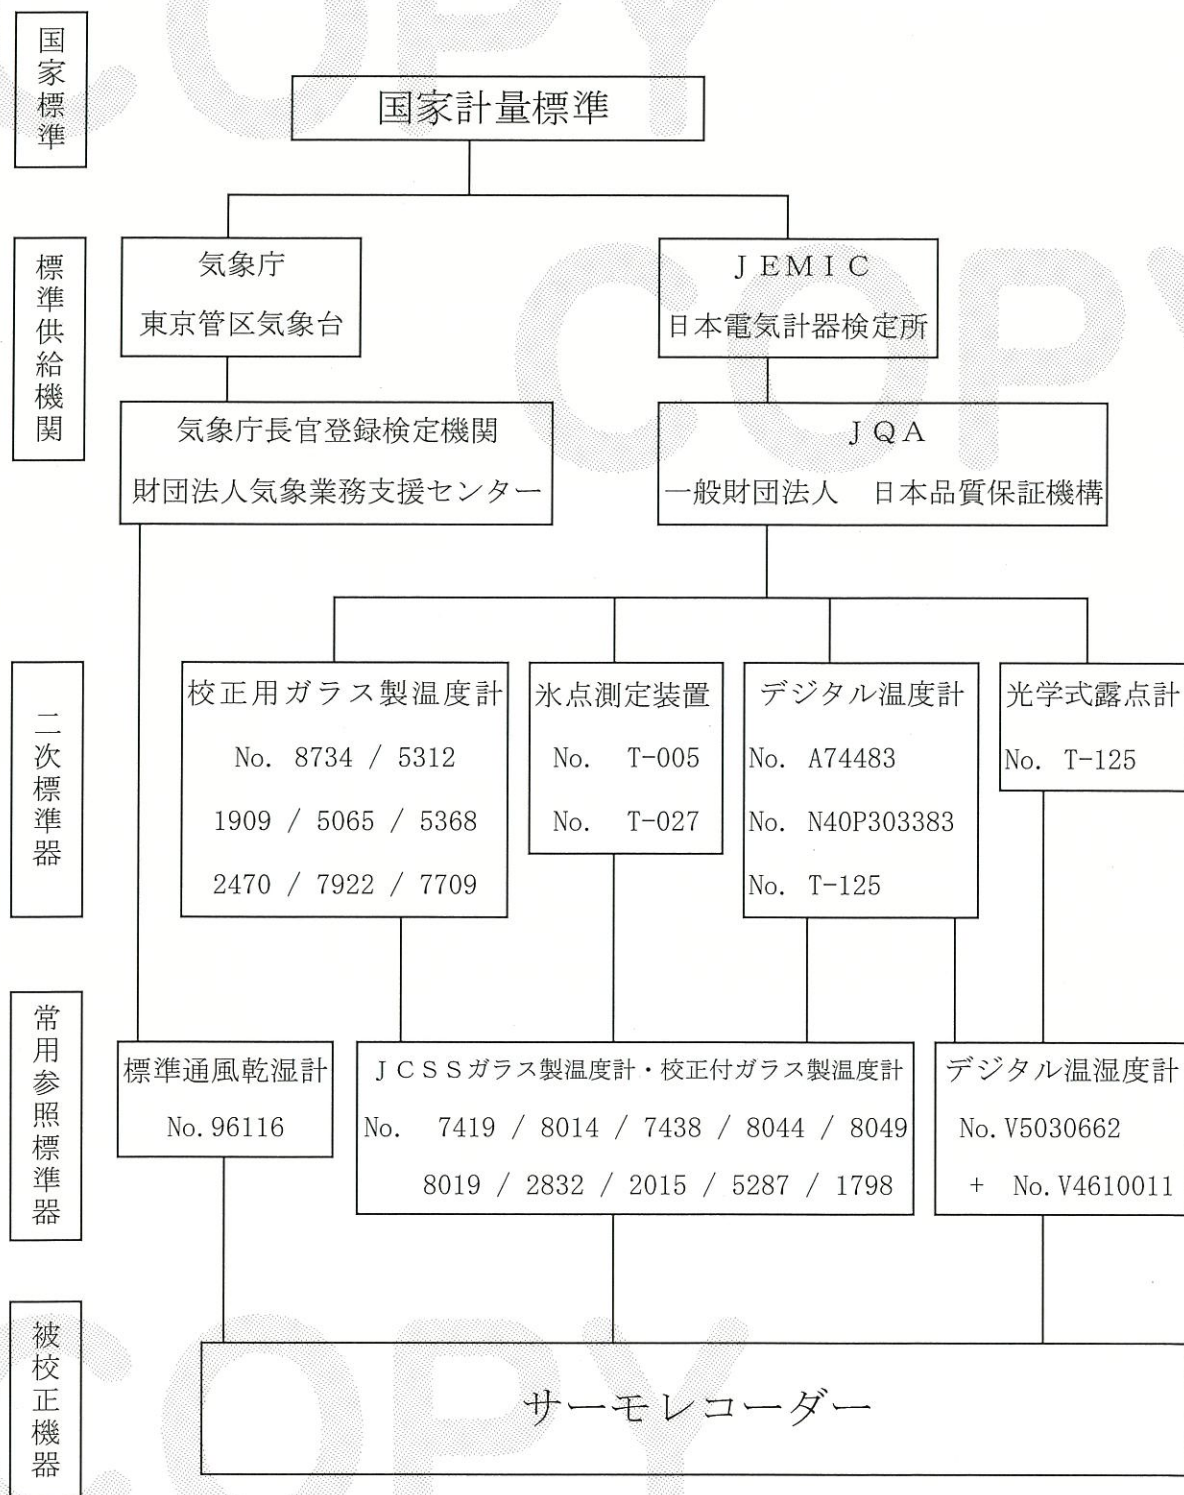 国家標準
国家計量標準
標準供給機関
気象庁
東京管区気象台
JEMIC
日本電気計器検定所
気象庁長官登録検定機関
財団法人気象業務支援センター
JQA
一般財団法人 日本品質保証機構
二次標準器
校正用ガラス製温度計
No. 8734 / 5312
1909 / 5065 / 5368
2470 / 7922 / 7709
氷点測定装置
No. T-005
No. T-027
デジタル温度計
No. A74483
No. N40P303383
No. T-125
光学式露点計
No. T-125
常用参照標準器
標準通風乾湿計
No.96116
JCSSガラス製温度計・校正付ガラス製温度計
No. 7419 / 8014 / 7438 / 8044 / 8049
8019 / 2832 / 2015 / 5287 / 1798
デジタル温湿度計
No.V5030662
+ No.V4610011
被校正機器
サーモレコーダー
COPY
COPY
COPY